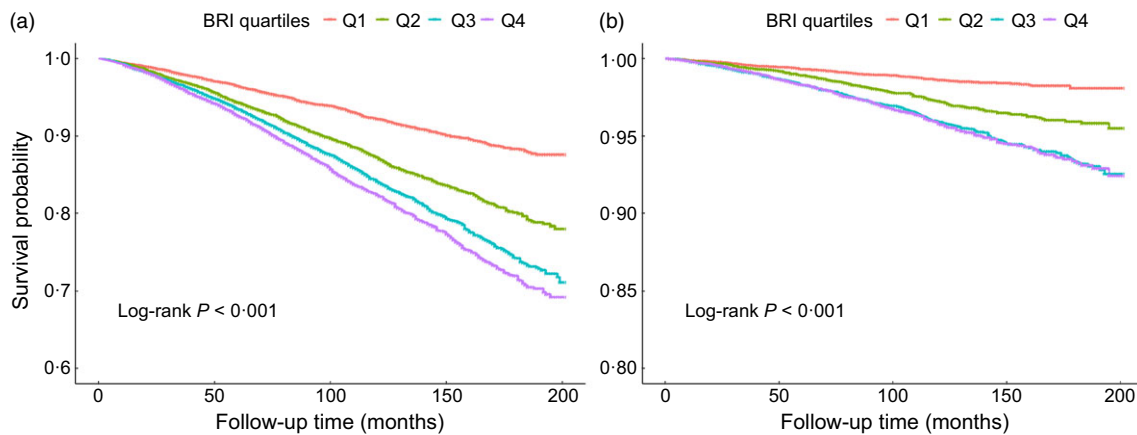 (a) BRI quartiles Q1 Q2 Q3 Q4
1·0
0·9
0·8
0·7
0·6
Survival probability
Log-rank P < 0·001
0 50 100 150 200
Follow-up time (months)
(b) BRI quartiles Q1 Q2 Q3 Q4
1·00
0·95
0·90
0·85
0·80
Log-rank P < 0·001
0 50 100 150 200
Follow-up time (months)